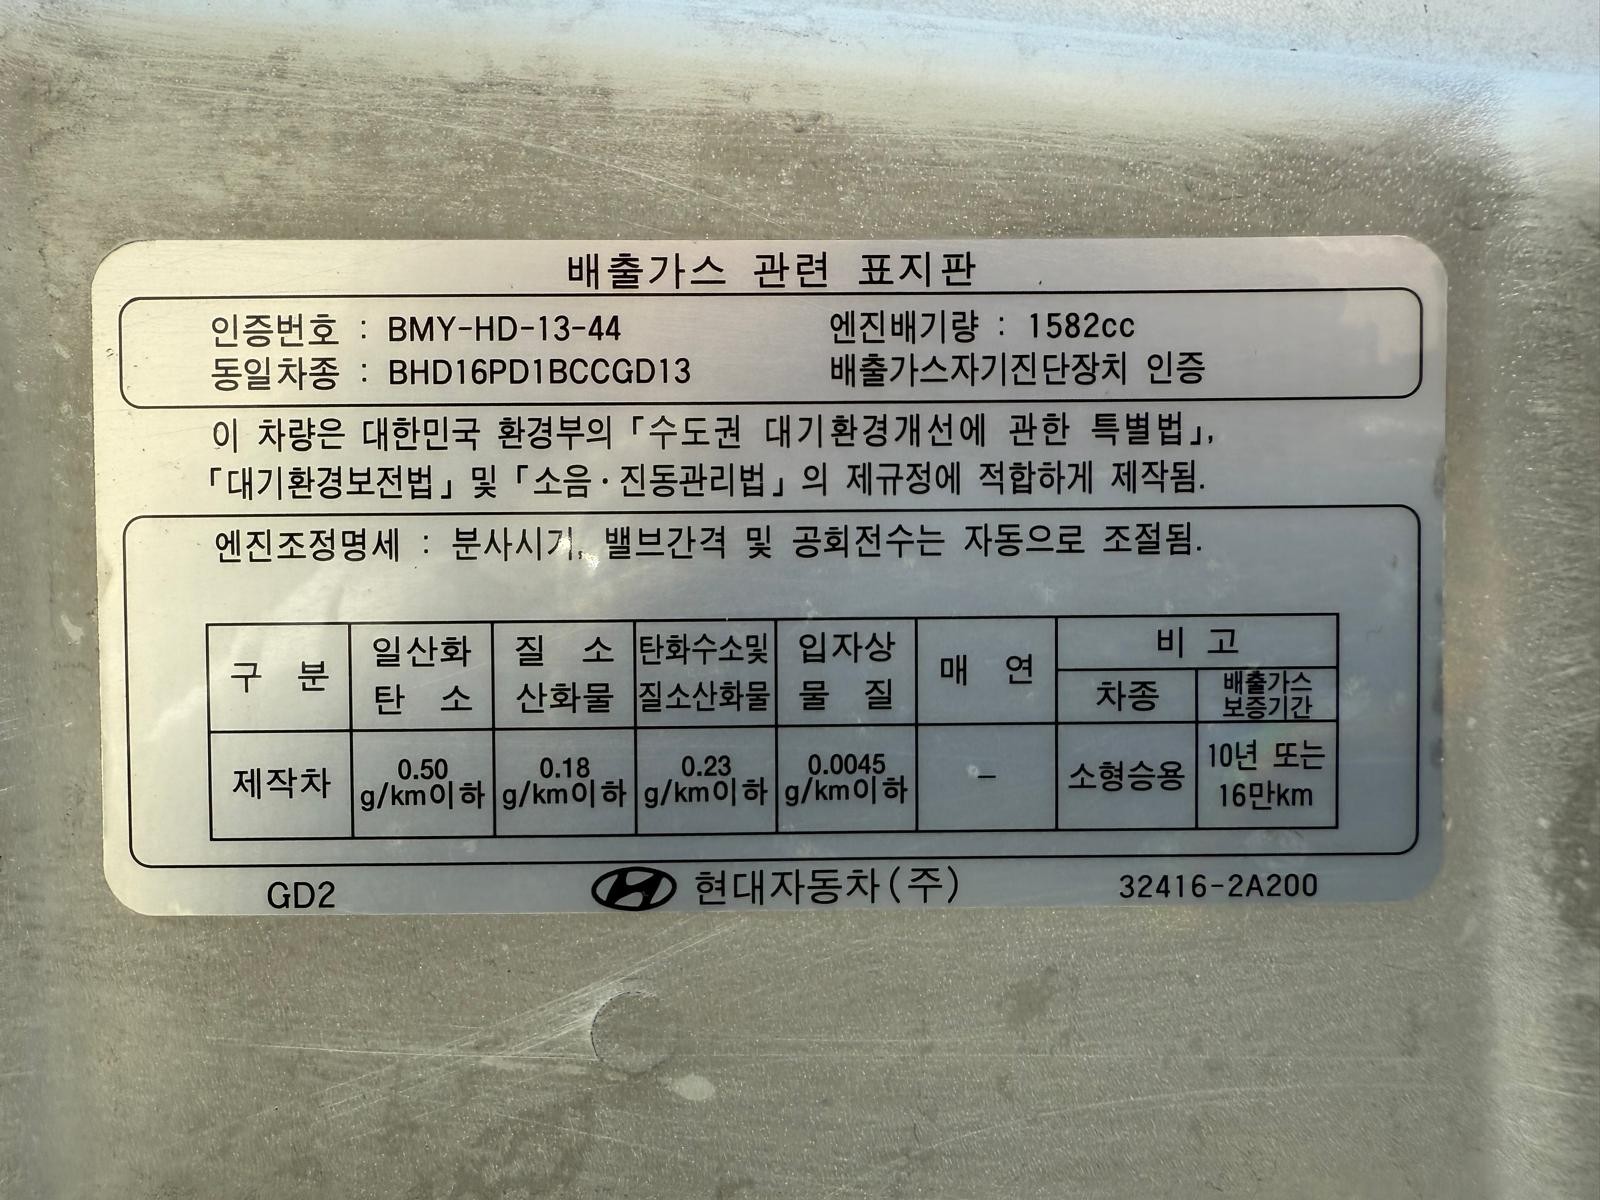 배출가스 관련 표지판
인증번호 : BMY-HD-13-44 엔진배기량 : 1582cc
동일차종 : BHD16PD1BCCGD13 배출가스자기진단장치 인증
이 차량은 대한민국 환경부의 「수도권 대기환경개선에 관한 특별법」,
「대기환경보전법」 및 「소음·진동관리법」의 제규정에 적합하게 제작됨.
엔진조정명세 : 분사시기, 밸브간격 및 공회전수는 자동으로 조절됨.
구 분 일산화 탄 소 질 소 산화물 탄화수소및 질소산화물 입자상 물 질 매 연 비 고
차종 배출가스 보증기간
제작차 0.50 g/km이하 0.18 g/km이하 0.23 g/km이하 0.0045 g/km이하 – 소형승용 10년 또는 16만km
GD2 현대자동차(주) 32416-2A200